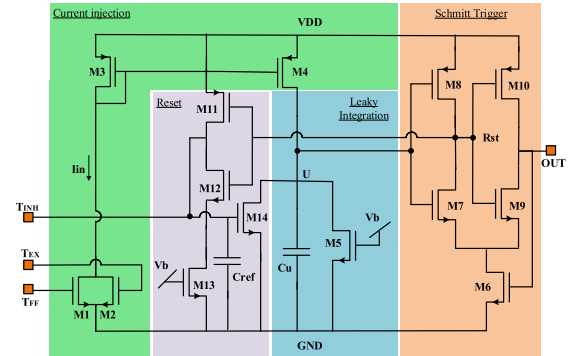 Current injection
Schmitt Trigger
VDD
M3
M4
M8
M10
Reset
M11
Leaky
Integration
Rst
OUT
Iin
M12
U
TINH
M14
Vb
M7
M9
TEX
Vb
M5
Cref
Cu
M13
M6
TFF
M1
M2
GND